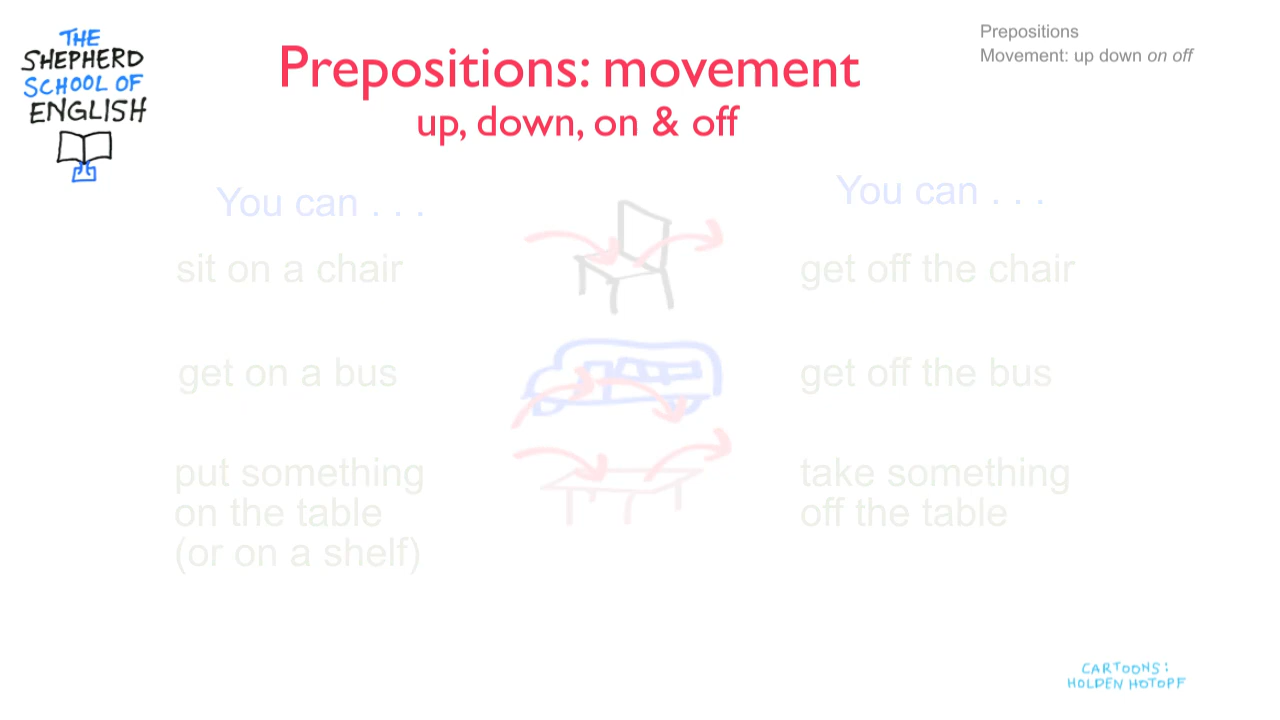 THE
SHEPHERD
SCHOOL OF
ENGLISH
Prepositions: movement
up, down, on & off
Prepositions
Movement: up down on off
You can . . .
sit on a chair
get on a bus
put something
on the table
(or on a shelf)
You can . . .
get off the chair
get off the bus
take something
off the table
CARTOONS:
HOLDEN HOTOPF